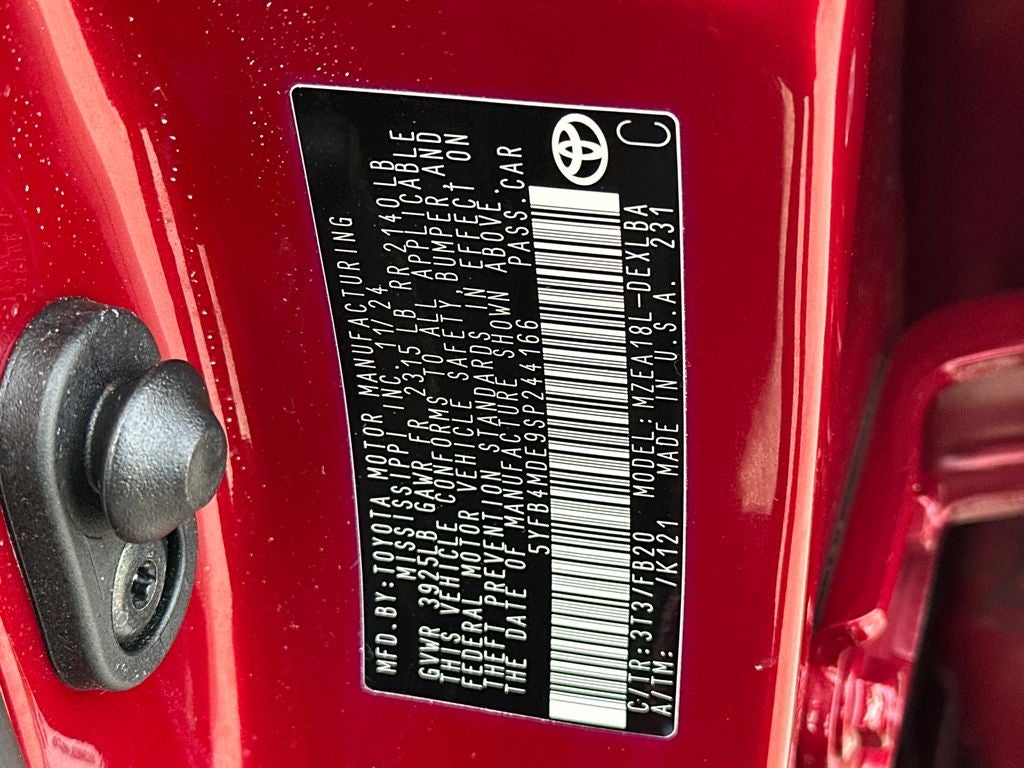 MFD.BY:TOYOTA MOTOR MANUFACTURING
MISSISSIPPI INC. 11/24
GVWR 3925LB GAWR FR 2315 LB RR 2140LB
THIS VEHICLE CONFORMS TO ALL APPLICABLE
FEDERAL MOTOR VEHICLE SAFETY, BUMPER AND
THEFT PREVENTION STANDARDS IN EFFECT ON
THE DATE OF MANUFACTURE SHOWN ABOVE.
5YFB4MDE9SP244166 PASS.CAR
C/TR:3T3/FB20 MODEL:MZEA18L-DEXLBA
A/TM: /K121 MADE IN U.S.A. 231
C